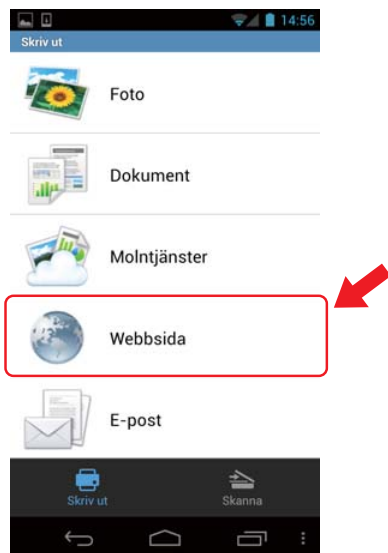 14:56
Skriv ut
Foto
Dokument
Molntjänster
Webbsida
E-post
Skriv ut
Skanna